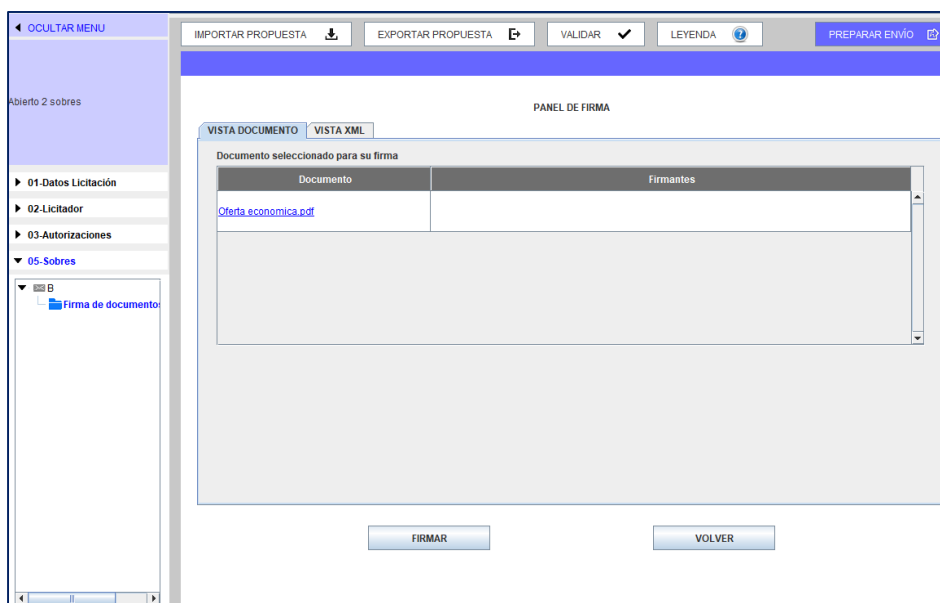 OCULTAR MENU
IMPORTAR PROPUESTA
EXPORTAR PROPUESTA
VALIDAR
LEYENDA
PREPARAR ENVÍO
Abierto 2 sobres
PANEL DE FIRMA
VISTA DOCUMENTO
VISTA XML
Documento seleccionado para su firma
Documento
Firmantes
Oferta economica.pdf
01-Datos Licitación
02-Licitador
03-Autorizaciones
05-Sobres
B
Firma de documentos
FIRMAR
VOLVER